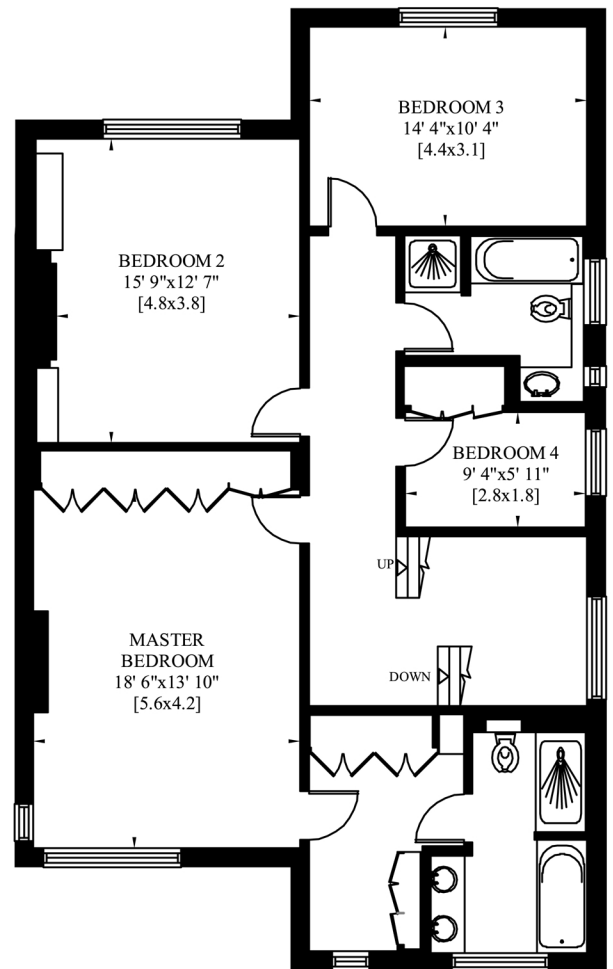 BEDROOM 3
14' 4"x10' 4"
[4.4x3.1]
BEDROOM 2
15' 9"x12' 7"
[4.8x3.8]
BEDROOM 4
9' 4"x5' 11"
[2.8x1.8]
UP
MASTER
BEDROOM
18' 6"x13' 10"
[5.6x4.2]
DOWN